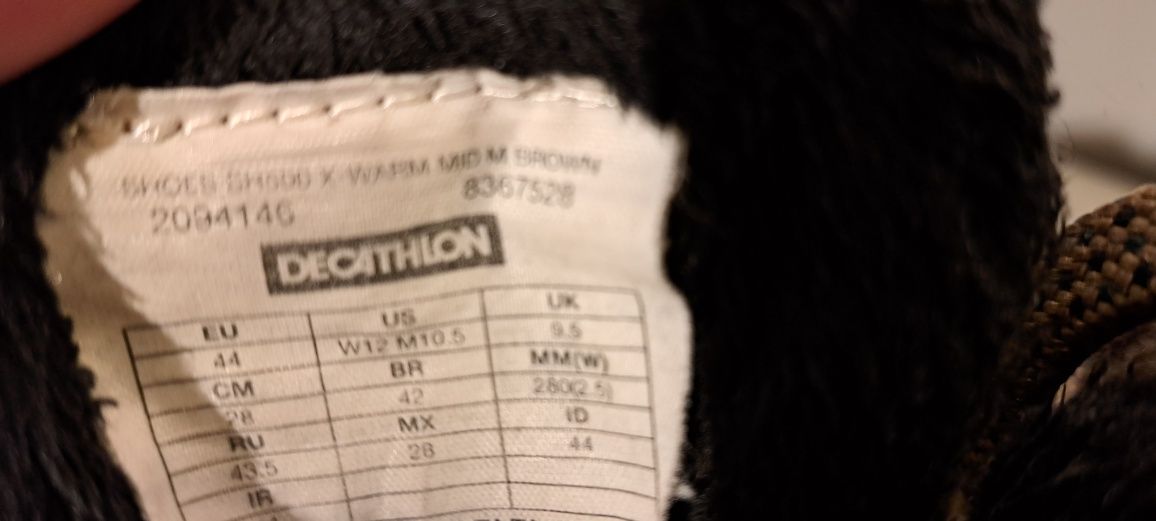 SHOES SH500 X-WARM MID M BROWN
2094146 8367528
DECATHLON
EU US UK
44 W12 M10.5 9.5
CM BR MM(W)
28 42 280(2.5)
RU MX ID
43.5 28 44
IR